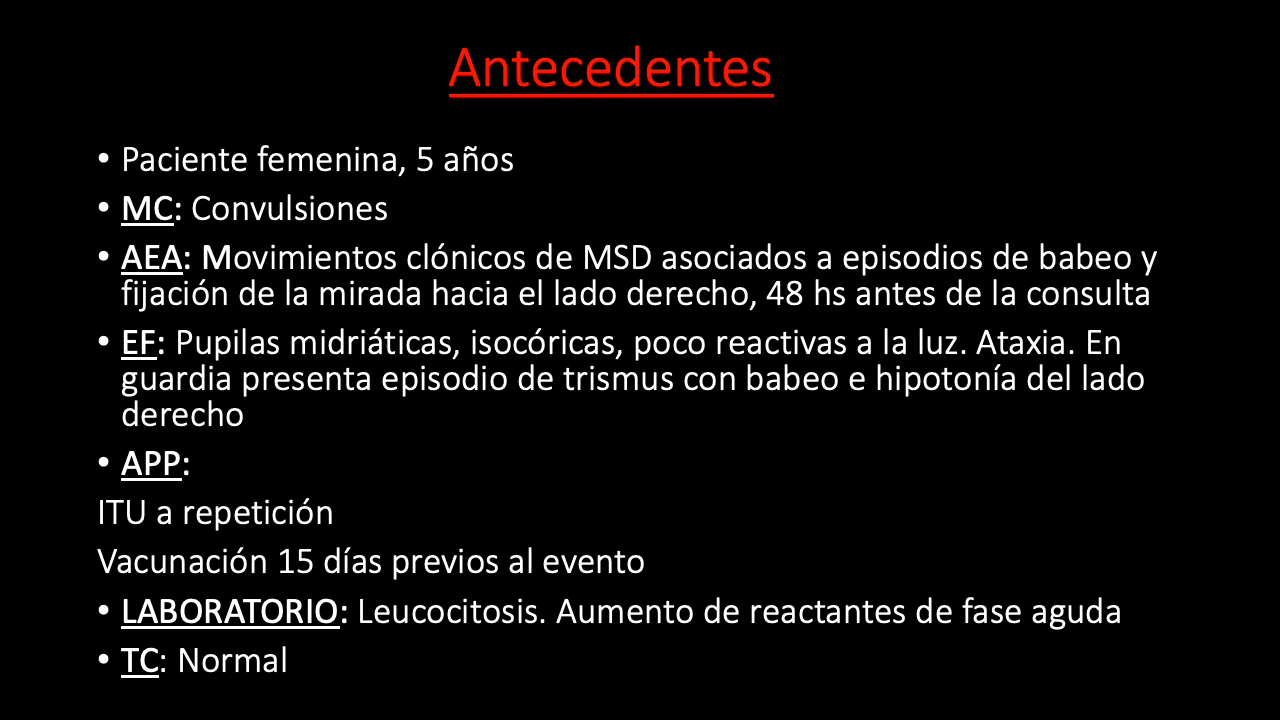 Antecedentes
• Paciente femenina, 5 años
• MC: Convulsiones
• AEA: Movimientos clónicos de MSD asociados a episodios de babeo y
fijación de la mirada hacia el lado derecho, 48 hs antes de la consulta
• EF: Pupilas midriáticas, isocóricas, poco reactivas a la luz. Ataxia. En
guardia presenta episodio de trismus con babeo e hipotonía del lado
derecho
• APP:
ITU a repetición
Vacunación 15 días previos al evento
• LABORATORIO: Leucocitosis. Aumento de reactantes de fase aguda
• TC: Normal